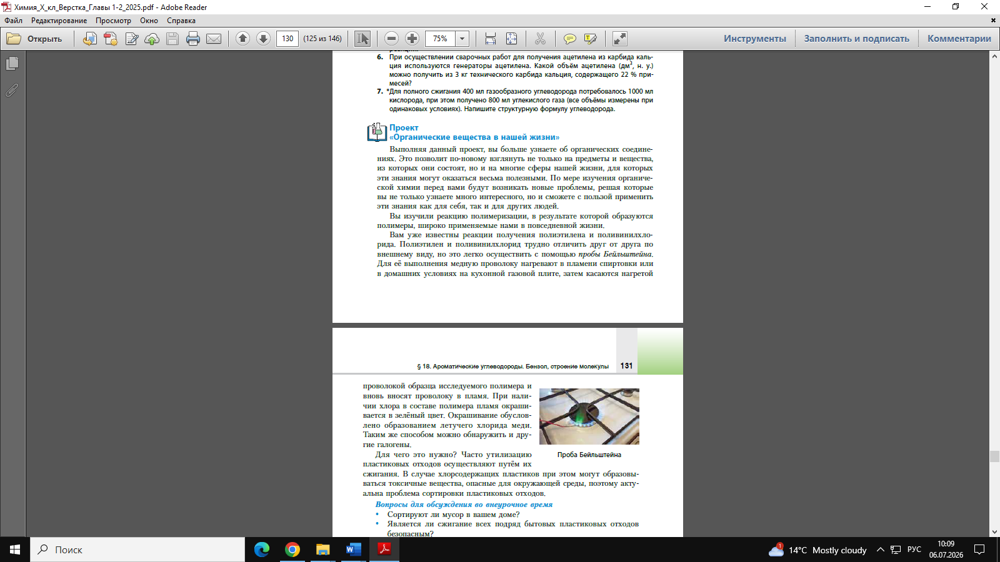 Химия_X_кл_Верстка_Главы 1-2_2025.pdf - Adobe Reader
Файл Редактирование Просмотр Окно Справка
Открыть 130 (125 из 146) 75% Инструменты Заполнить и подписать Комментарии
6. При осуществлении сварочных работ для получения ацетилена из карбида каль-
ция используются генераторы ацетилена. Какой объём ацетилена (дм³, н. у.)
можно получить из 3 кг технического карбида кальция, содержащего 22 % при-
месей?
7. *Для полного сжигания 400 мл газообразного углеводорода потребовалось 1000 мл
кислорода, при этом получено 800 мл углекислого газа (все объёмы измерены при
одинаковых условиях). Напишите структурную формулу углеводорода.
Проект
«Органические вещества в нашей жизни»
Выполняя данный проект, вы больше узнаете об органических соедине-
ниях. Это позволит по-новому взглянуть не только на предметы и вещества,
из которых они состоят, но и на многие сферы нашей жизни, для которых
эти знания могут оказаться весьма полезными. По мере изучения органиче-
ской химии перед вами будут возникать новые проблемы, решая которые
вы не только узнаете много интересного, но и сможете с пользой применить
эти знания как для себя, так и для других людей.
Вы изучили реакцию полимеризации, в результате которой образуются
полимеры, широко применяемые нами в повседневной жизни.
Вам уже известны реакции получения полиэтилена и поливинилхло-
рида. Полиэтилен и поливинилхлорид трудно отличить друг от друга по
внешнему виду, но это легко осуществить с помощью пробы Бейльштейна.
Для её выполнения медную проволоку нагревают в пламени спиртовки или
в домашних условиях на кухонной газовой плите, затем касаются нагретой
§ 18. Ароматические углеводороды. Бензол, строение молекулы 131
проволокой образца исследуемого полимера и
вновь вносят проволоку в пламя. При нали-
чии хлора в составе полимера пламя окраши-
вается в зелёный цвет. Окрашивание обуслов-
лено образованием летучего хлорида меди.
Таким же способом можно обнаружить и дру-
гие галогены.
Проба Бейльштейна
Для чего это нужно? Часто утилизацию
пластиковых отходов осуществляют путём их
сжигания. В случае хлорсодержащих пластиков при этом могут образовы-
ваться токсичные вещества, опасные для окружающей среды, поэтому акту-
альна проблема сортировки пластиковых отходов.
Вопросы для обсуждения во внеурочное время
• Сортируют ли мусор в вашем доме?
• Является ли сжигание всех подряд бытовых пластиковых отходов
безопасным?
Поиск 1 14°C Mostly cloudy РУС 10:09
06.07.2026